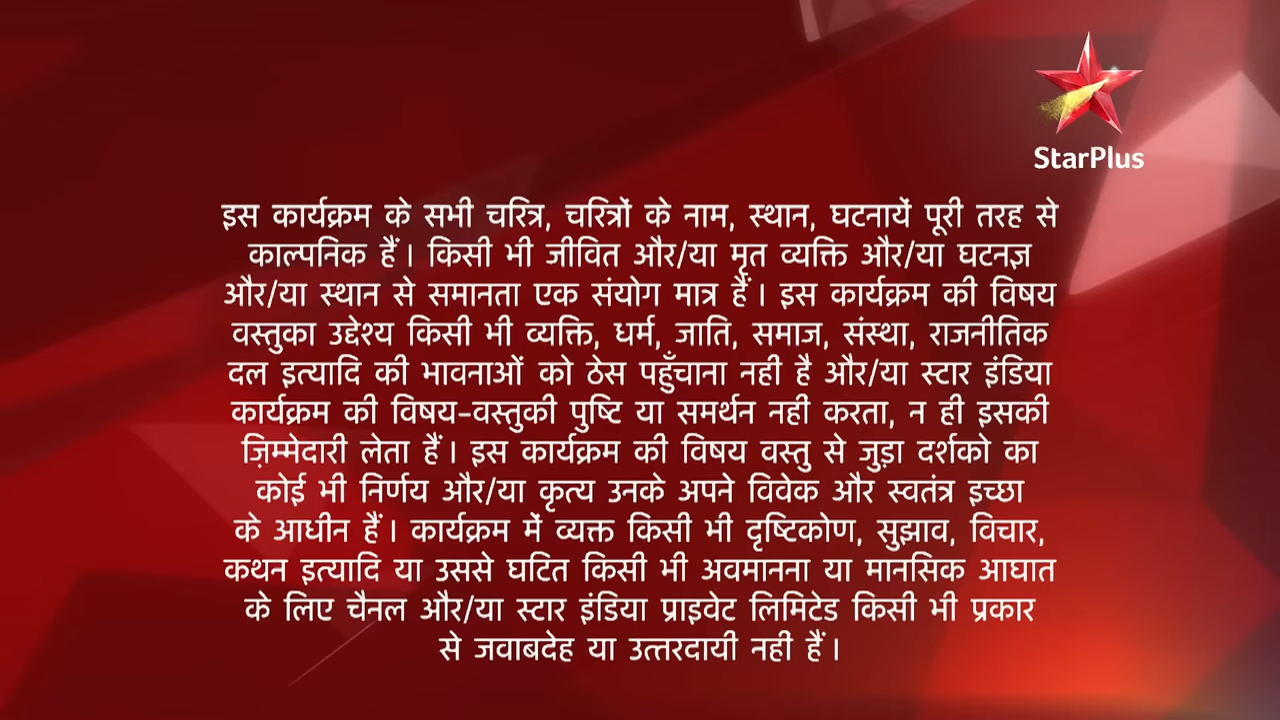 StarPlus
इस कार्यक्रम के सभी चरित्र, चरित्रों के नाम, स्थान, घटनायें पूरी तरह से
काल्पनिक हैं। किसी भी जीवित और/या मृत व्यक्ति और/या घटनज्ञ
और/या स्थान से समानता एक संयोग मात्र हैं। इस कार्यक्रम की विषय
वस्तुका उद्देश्य किसी भी व्यक्ति, धर्म, जाति, समाज, संस्था, राजनीतिक
दल इत्यादि की भावनाओं को ठेस पहुँचाना नही है और/या स्टार इंडिया
कार्यक्रम की विषय-वस्तुकी पुष्टि या समर्थन नही करता, न ही इसकी
ज़िम्मेदारी लेता हैं। इस कार्यक्रम की विषय वस्तु से जुड़ा दर्शको का
कोई भी निर्णय और/या कृत्य उनके अपने विवेक और स्वतंत्र इच्छा
के आधीन हैं। कार्यक्रम में व्यक्त किसी भी दृष्टिकोण, सुझाव, विचार,
कथन इत्यादि या उससे घटित किसी भी अवमानना या मानसिक आघात
के लिए चैनल और/या स्टार इंडिया प्राइवेट लिमिटेड किसी भी प्रकार
से जवाबदेह या उत्तरदायी नही हैं।